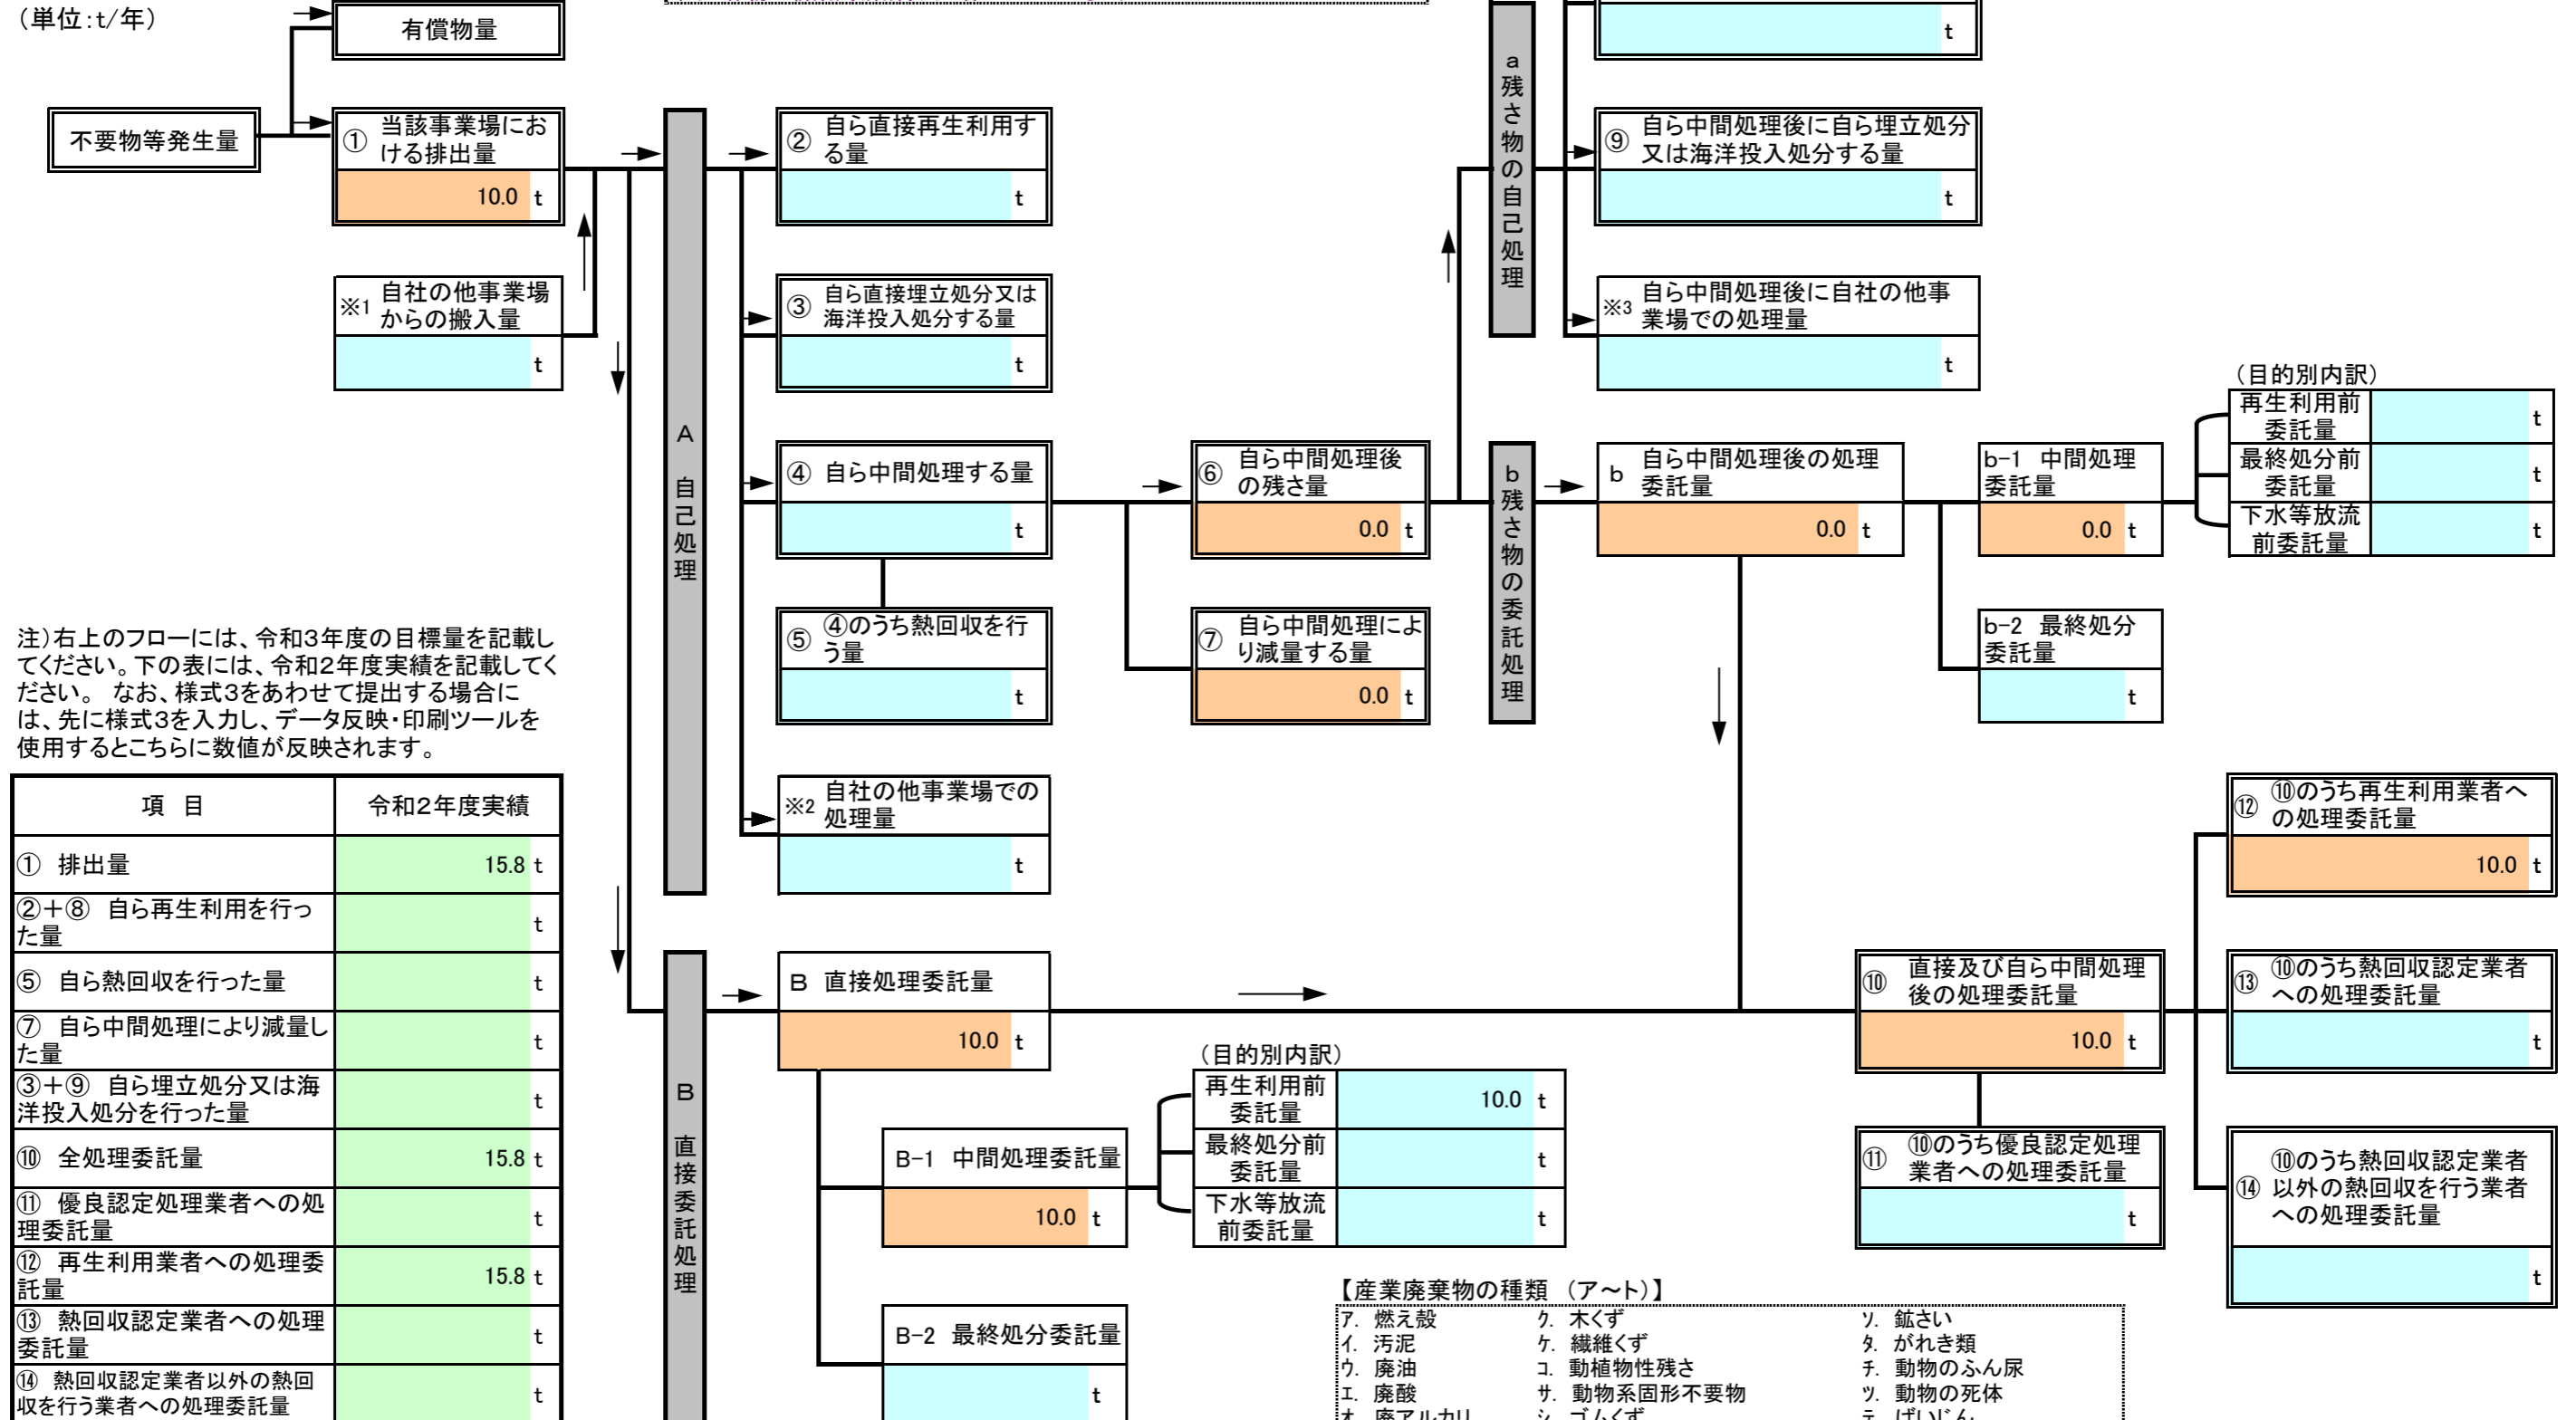 （単位：t/年）
有償物量
不要物等発生量
① 当該事業場にお
ける排出量
10.0 t
※1 自社の他事業場
からの搬入量
t
A 自己処理
② 自ら直接再生利用す
る量
t
③ 自ら直接埋立処分又は
海洋投入処分する量
t
④ 自ら中間処理する量
t
⑤ ④のうち熱回収を行
う量
t
※2 自社の他事業場での
処理量
t
⑥ 自ら中間処理後
の残さ量
0.0 t
⑦ 自ら中間処理によ
り減量する量
0.0 t
a 残さ物の自己処理
t
⑨ 自ら中間処理後に自ら埋立処分
又は海洋投入処分する量
t
※3 自ら中間処理後に自社の他事
業場での処理量
t
b 残さ物の委託処理
b 自ら中間処理後の処理
委託量
0.0 t
b-1 中間処理
委託量
0.0 t
（目的別内訳）
再生利用前
委託量
t
最終処分前
委託量
t
下水等放流
前委託量
t
b-2 最終処分
委託量
t
注）右上のフローには、令和３年度の目標量を記載し
てください。下の表には、令和２年度実績を記載してく
ださい。 なお、様式３をあわせて提出する場合に
は、先に様式３を入力し、データ反映・印刷ツールを
使用するとこちらに数値が反映されます。
項 目 令和２年度実績
① 排出量 15.8 t
②＋⑧ 自ら再生利用を行っ
た量
t
⑤ 自ら熱回収を行った量 t
⑦ 自ら中間処理により減量し
た量
t
③＋⑨ 自ら埋立処分又は海
洋投入処分を行った量
t
⑩ 全処理委託量 15.8 t
⑪ 優良認定処理業者への処
理委託量
t
⑫ 再生利用業者への処理委
託量
15.8 t
⑬ 熱回収認定業者への処理
委託量
t
⑭ 熱回収認定業者以外の熱回
収を行う業者への処理委託量
t
B 直接委託処理
B 直接処理委託量
10.0 t
B-1 中間処理委託量
10.0 t
（目的別内訳）
再生利用前
委託量
10.0 t
最終処分前
委託量
t
下水等放流
前委託量
t
B-2 最終処分委託量
t
⑩ 直接及び自ら中間処理
後の処理委託量
10.0 t
⑪ ⑩のうち優良認定処理
業者への処理委託量
t
⑫ ⑩のうち再生利用業者へ
の処理委託量
10.0 t
⑬ ⑩のうち熱回収認定業者
への処理委託量
t
⑭ ⑩のうち熱回収認定業者
以外の熱回収を行う業者
への処理委託量
t
【産業廃棄物の種類 （ア～ト）】
ア. 燃え殻 ク. 木くず ソ. 鉱さい
イ. 汚泥 ケ. 繊維くず タ. がれき類
ウ. 廃油 コ. 動植物性残さ チ. 動物のふん尿
エ. 廃酸 サ. 動物系固形不要物 ツ. 動物の死体
オ. 廃アルカリ シ. ゴムくず テ. ばいじん